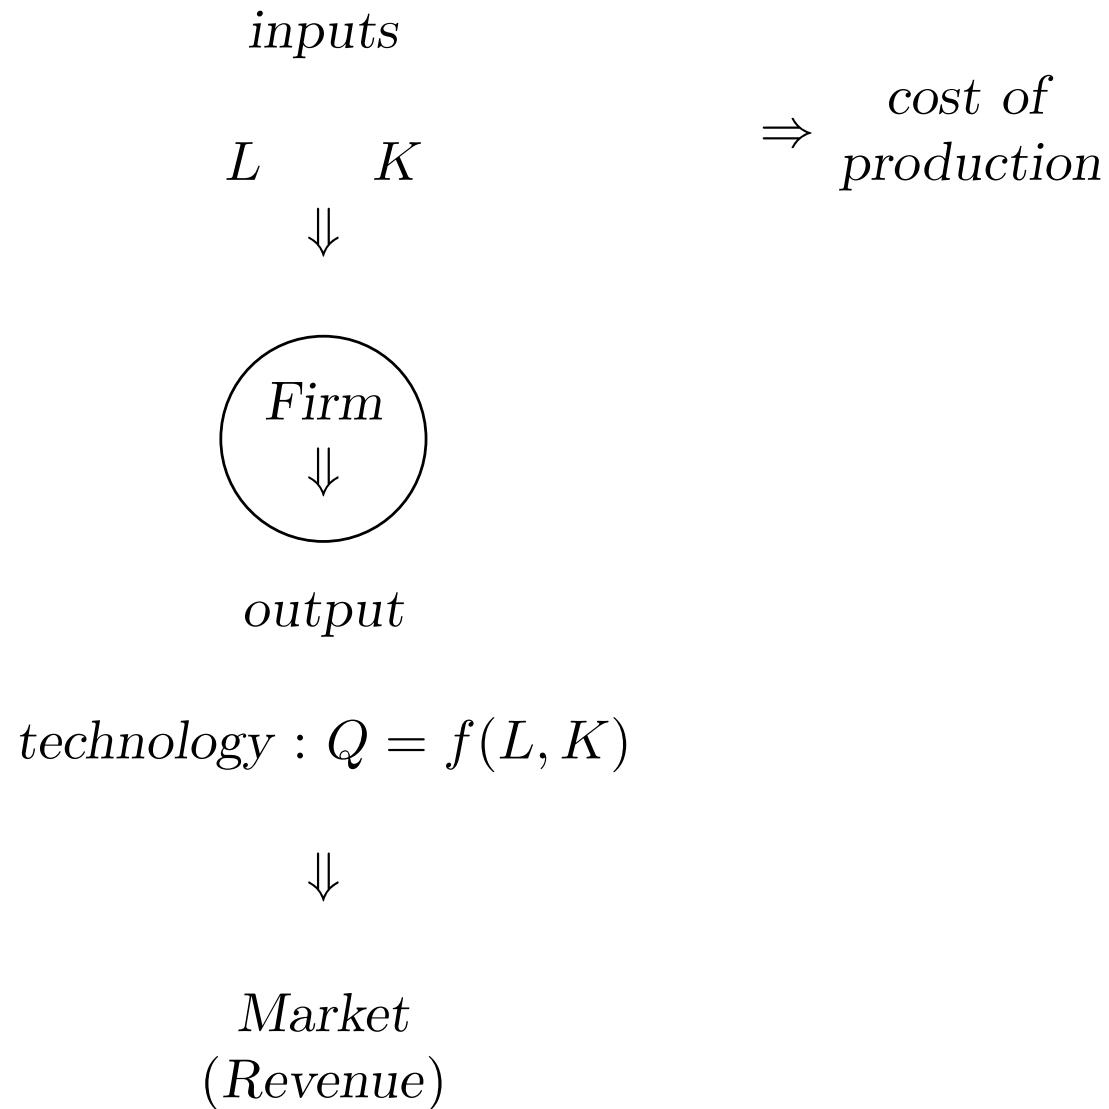 inputs
L K
⇒ cost of
production
⇓
Firm
⇓
output
technology : Q = f(L, K)
⇓
Market
(Revenue)